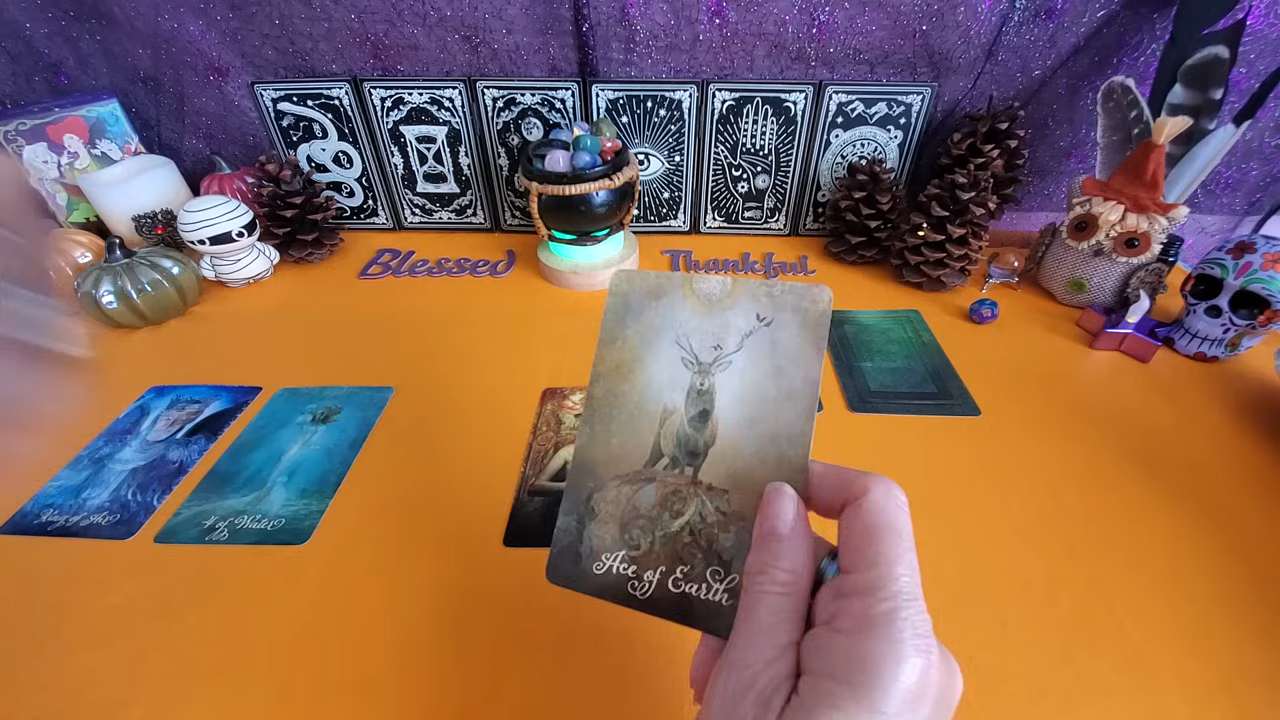 Blessed
Thankful
King of Air
4 of Water
Ace of Earth